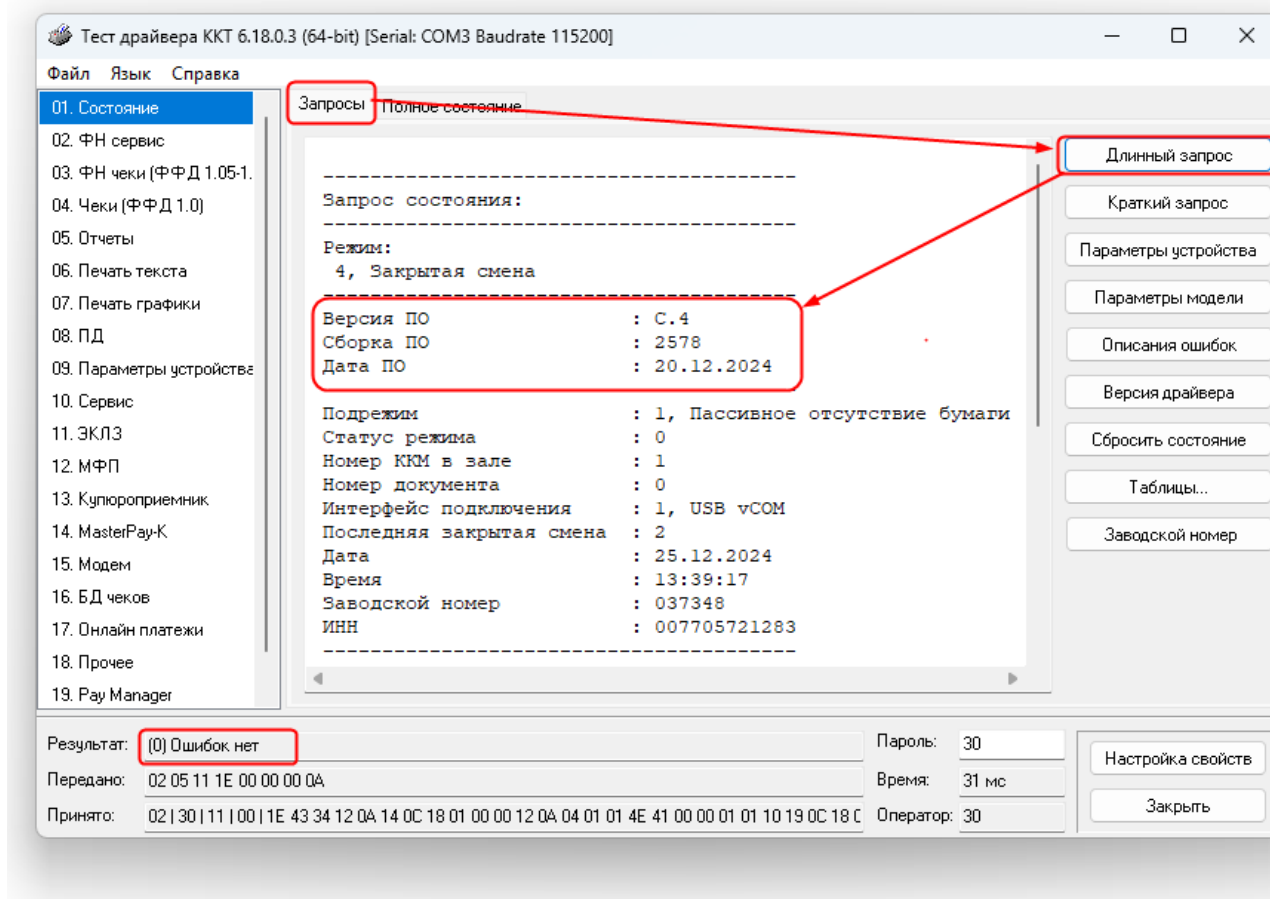 Тест драйвера ККТ 6.18.0.3 (64-bit) [Serial: COM3 Baudrate 115200]
Файл Язык Справка
01. Состояние
02. ФН сервис
03. ФН чеки (ФФД 1.05-1.
04. Чеки (ФФД 1.0)
05. Отчеты
06. Печать текста
07. Печать графики
08. ПД
09. Параметры устройства
10. Сервис
11. ЭКЛЗ
12. МФП
13. Купюроприемник
14. MasterPay-K
15. Модем
16. БД чеков
17. Онлайн платежи
18. Прочее
19. Pay Manager
Запросы Полное состояние
----------------------------------------
Запрос состояния:
----------------------------------------
Режим:
4, Закрытая смена
----------------------------------------
Версия ПО : C.4
Сборка ПО : 2578
Дата ПО : 20.12.2024
Подрежим : 1, Пассивное отсутствие бумаги
Статус режима : 0
Номер ККМ в зале : 1
Номер документа : 0
Интерфейс подключения : 1, USB vCOM
Последняя закрытая смена : 2
Дата : 25.12.2024
Время : 13:39:17
Заводской номер : 037348
ИНН : 007705721283
----------------------------------------
Длинный запрос
Краткий запрос
Параметры устройства
Параметры модели
Описания ошибок
Версия драйвера
Сбросить состояние
Таблицы...
Заводской номер
Результат: (0) Ошибок нет
Передано: 02 05 11 1E 00 00 00 0A
Принято: 02 | 30 | 11 | 00 | 1E 43 34 12 0A 14 0C 18 01 00 00 12 0A 04 01 01 4E 41 00 00 01 01 10 19 0C 18
Пароль: 30
Время: 31 мс
Оператор: 30
Настройка свойств
Закрыть